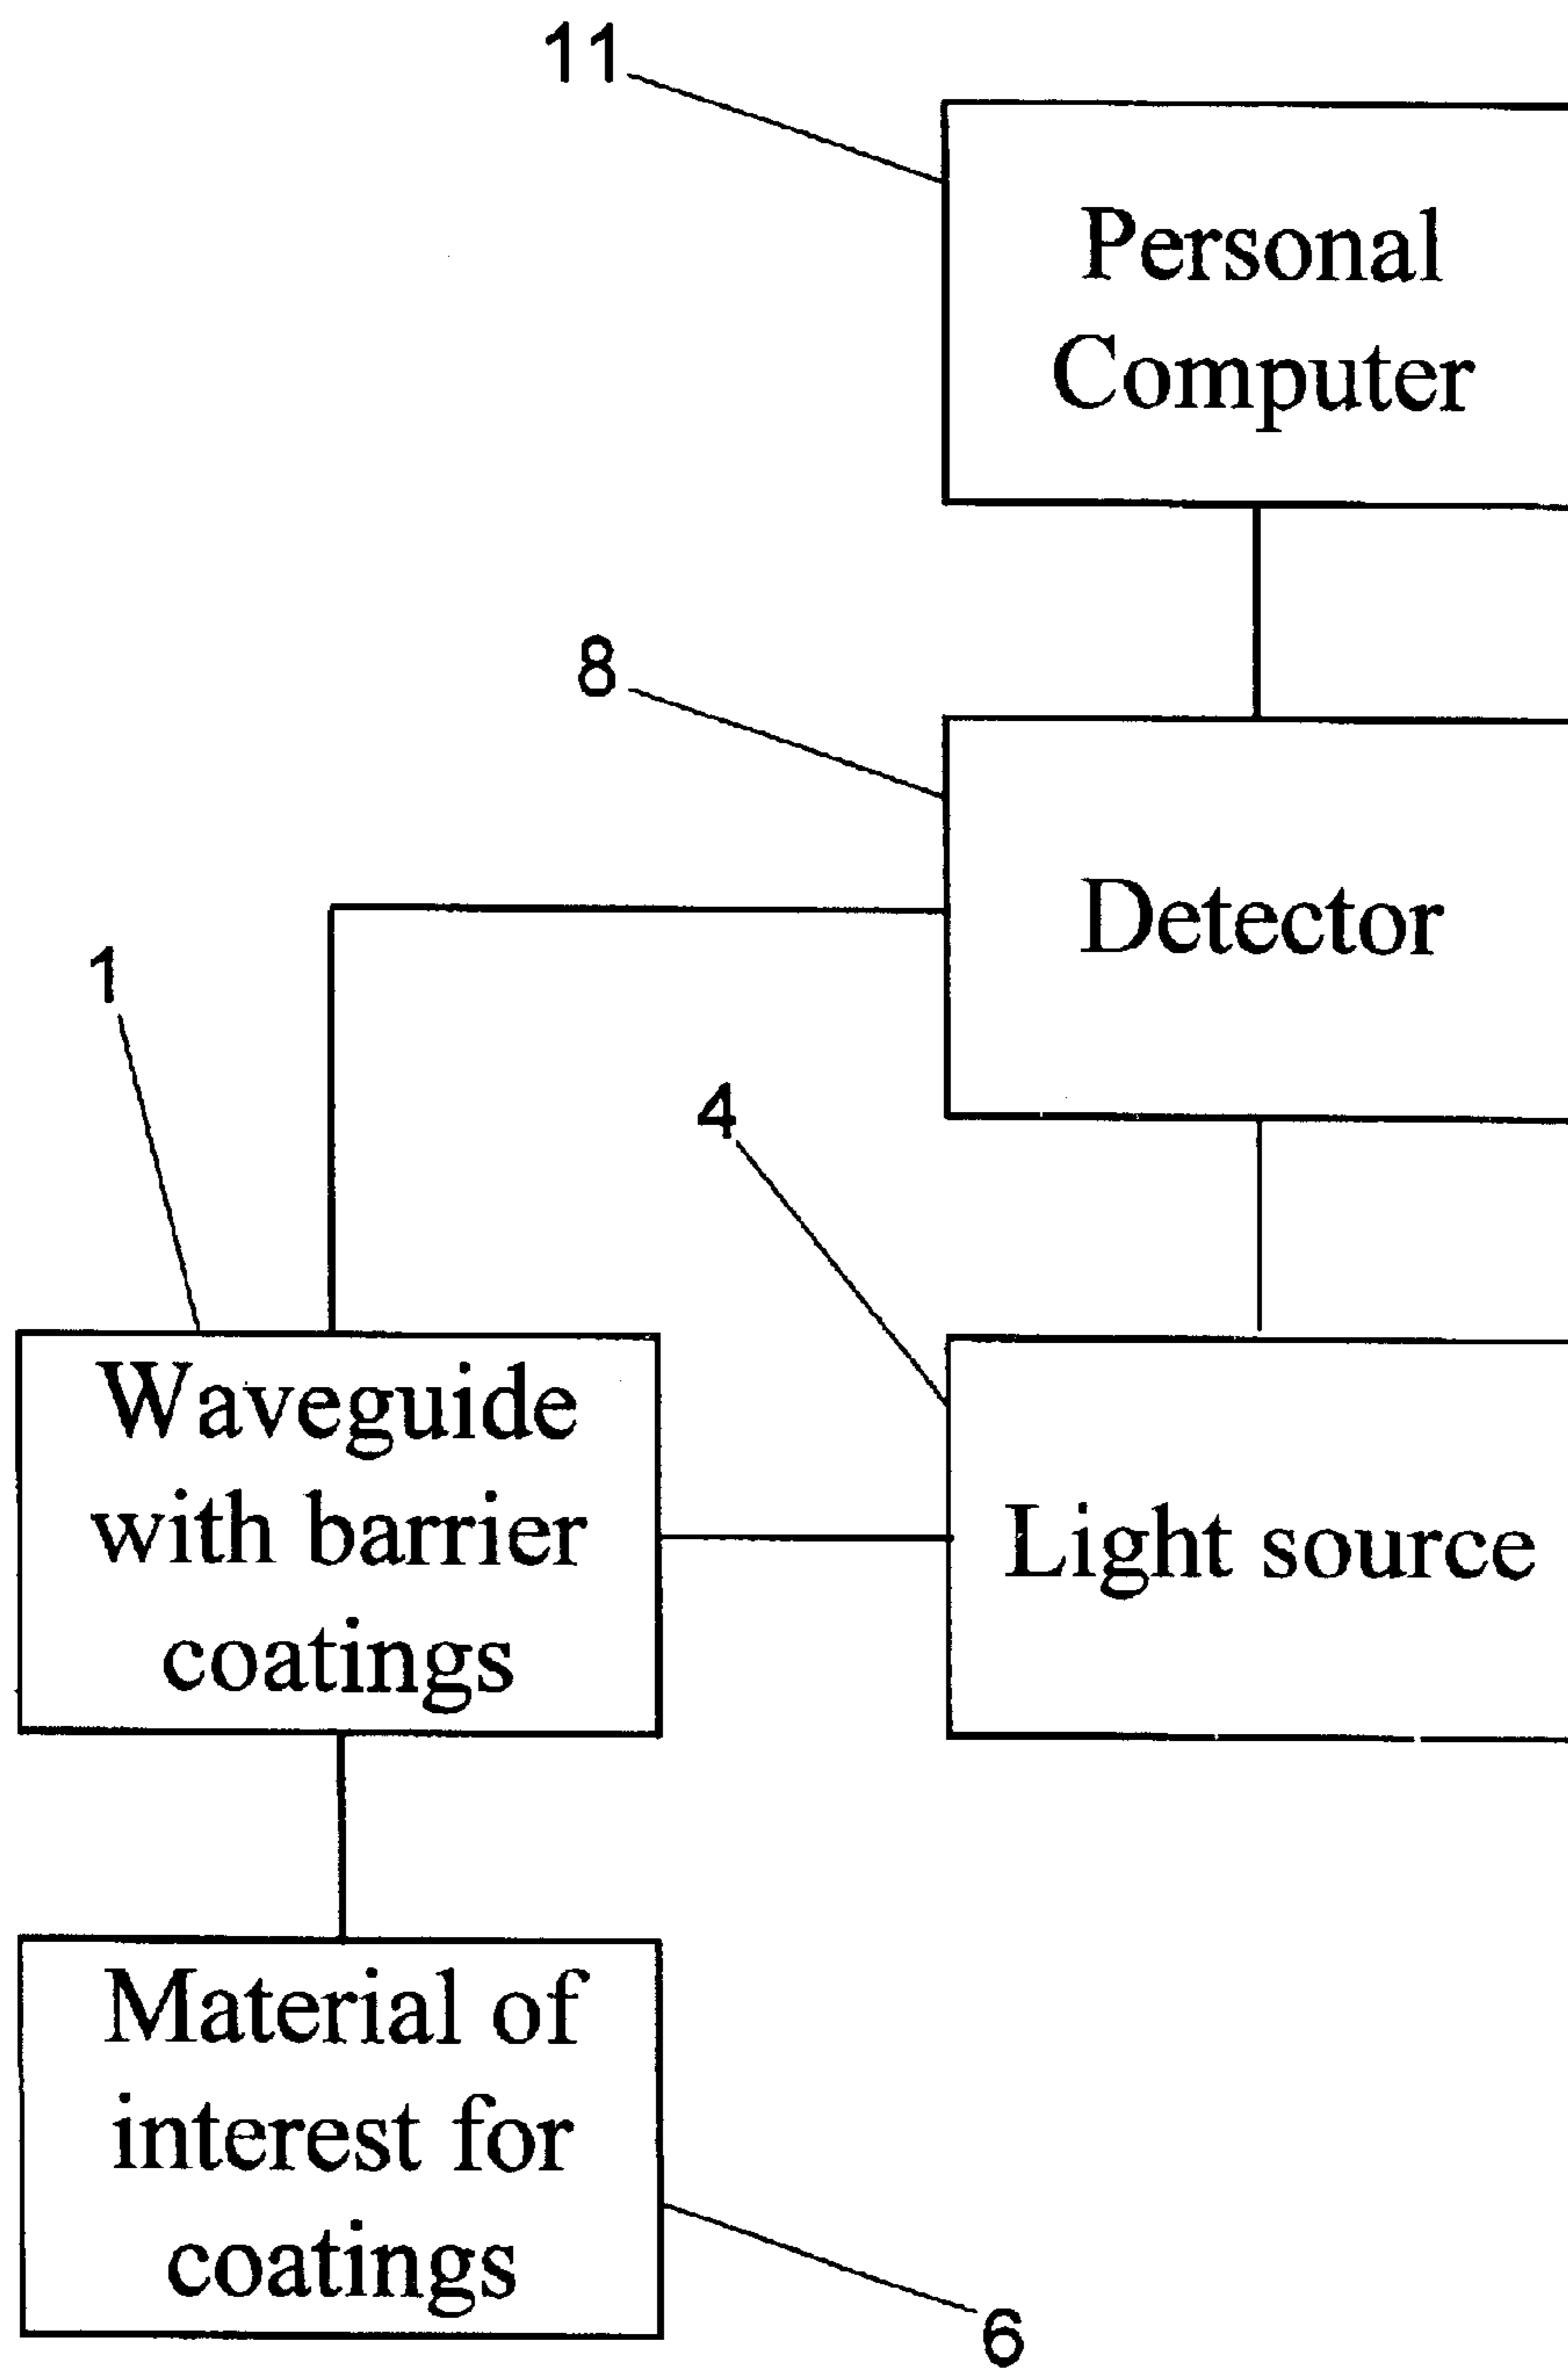 11
Personal
Computer
8
Detector
1
4
Waveguide
with barrier
coatings
Light source
Material of
interest for
coatings
6